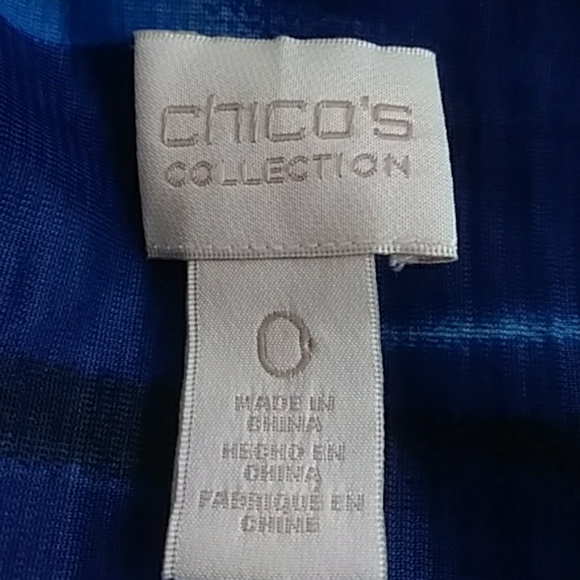 chico's
COLLECTION
0
MADE IN
CHINA
HECHO EN
CHINA
FABRIQUE EN
CHINE